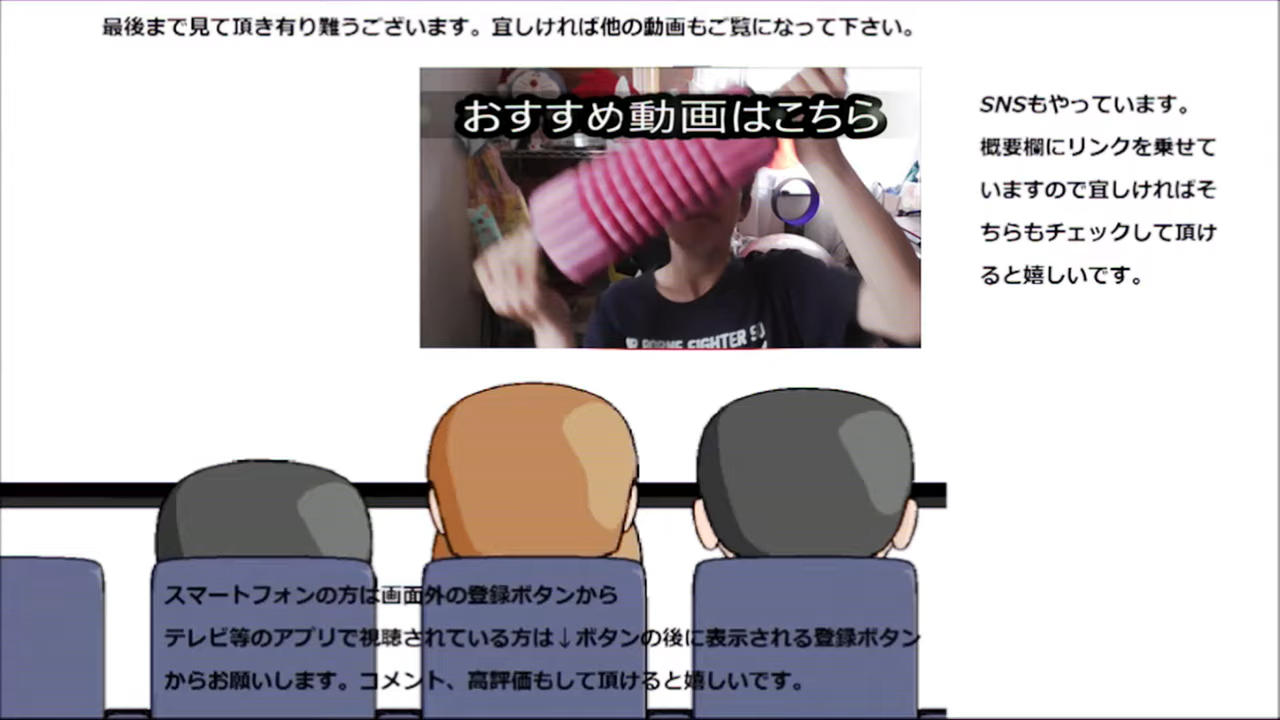 最後まで見て頂き有り難うございます。宜しければ他の動画もご覧になって下さい。
おすすめ動画はこちら
SNSもやっています。
概要欄にリンクを乗せて
いますので宜しければそ
ちらもチェックして頂け
ると嬉しいです。
FIGHTER
スマートフォンの方は画面外の登録ボタンから
テレビ等のアプリで視聴されている方は↓ボタンの後に表示される登録ボタン
からお願いします。コメント、高評価もして頂けると嬉しいです。